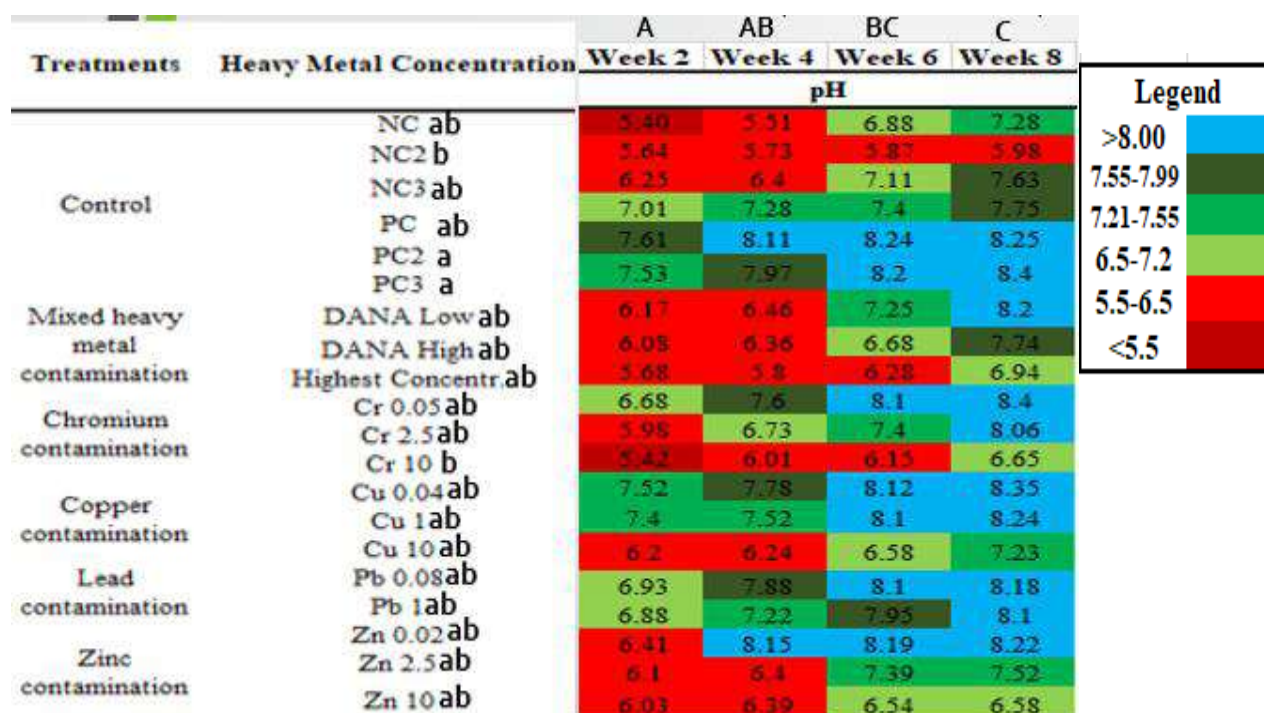 A AB BC C
Treatments Heavy Metal Concentration Week 2 Week 4 Week 6 Week 8
pH
Control
NC ab 5.40 5.51 6.88 7.28
NC2 b 5.64 5.73 5.87 5.98
NC3 ab 6.25 6.4 7.11 7.63
PC ab 7.01 7.28 7.4 7.75
PC2 a 7.61 8.11 8.24 8.25
PC3 a 7.53 7.97 8.2 8.4
Mixed heavy
metal
contamination
DANA Low ab 6.17 6.46 7.25 8.2
DANA High ab 6.08 6.36 6.68 7.74
Highest Concentr.ab 5.68 5.8 6.28 6.94
Chromium
contamination
Cr 0.05 ab 6.68 7.6 8.1 8.4
Cr 2.5 ab 5.98 6.73 7.4 8.06
Cr 10 b 5.42 6.01 6.15 6.65
Copper
contamination
Cu 0.04 ab 7.52 7.78 8.12 8.35
Cu 1 ab 7.4 7.52 8.1 8.24
Cu 10 ab 6.2 6.24 6.58 7.23
Lead
contamination
Pb 0.08 ab 6.93 7.88 8.1 8.18
Pb 1 ab 6.88 7.22 7.95 8.1
Zinc
contamination
Zn 0.02 ab 6.41 8.15 8.19 8.22
Zn 2.5 ab 6.1 6.4 7.39 7.52
Zn 10 ab 6.03 6.39 6.54 6.58
Legend
>8.00
7.55-7.99
7.21-7.55
6.5-7.2
5.5-6.5
<5.5